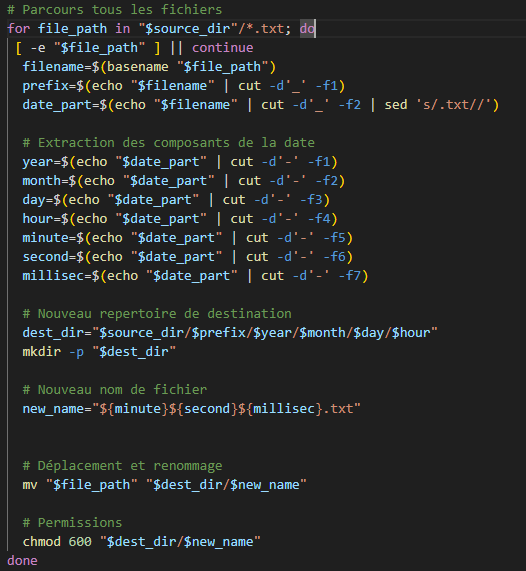 # Parcours tous les fichiers
for file_path in "$source_dir"/*.txt; do
[ -e "$file_path" ] || continue
filename=$(basename "$file_path")
prefix=$(echo "$filename" | cut -d'_' -f1)
date_part=$(echo "$filename" | cut -d'_' -f2 | sed 's/.txt//')
# Extraction des composants de la date
year=$(echo "$date_part" | cut -d'-' -f1)
month=$(echo "$date_part" | cut -d'-' -f2)
day=$(echo "$date_part" | cut -d'-' -f3)
hour=$(echo "$date_part" | cut -d'-' -f4)
minute=$(echo "$date_part" | cut -d'-' -f5)
second=$(echo "$date_part" | cut -d'-' -f6)
millisec=$(echo "$date_part" | cut -d'-' -f7)
# Nouveau repertoire de destination
dest_dir="$source_dir/$prefix/$year/$month/$day/$hour"
mkdir -p "$dest_dir"
# Nouveau nom de fichier
new_name="${minute}${second}${millisec}.txt"
# Déplacement et renommage
mv "$file_path" "$dest_dir/$new_name"
# Permissions
chmod 600 "$dest_dir/$new_name"
done